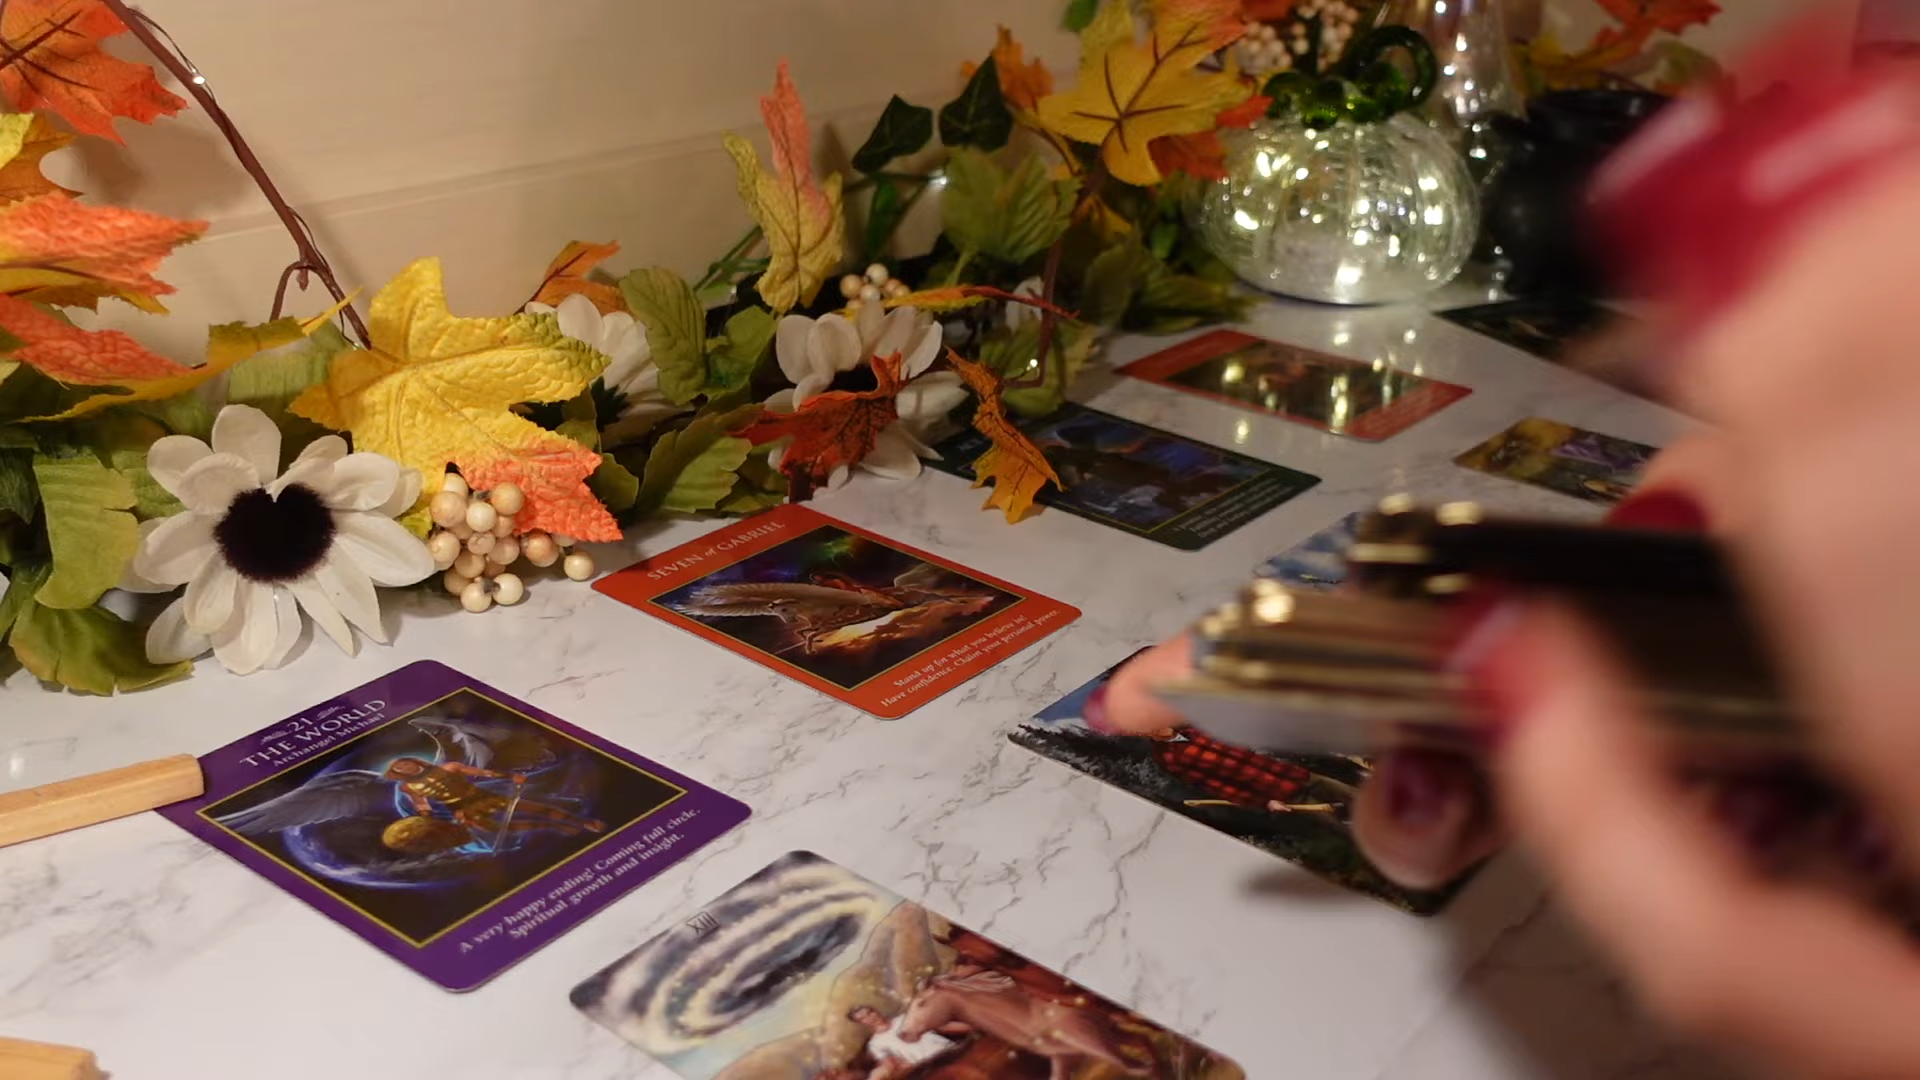 SEVEN of GABRIEL
Stand up for what you believe in!
Have confidence. Claim your personal power.
21
THE WORLD
Archangel Michael
A very happy ending! Coming full circle.
Spiritual growth and insight.
XII